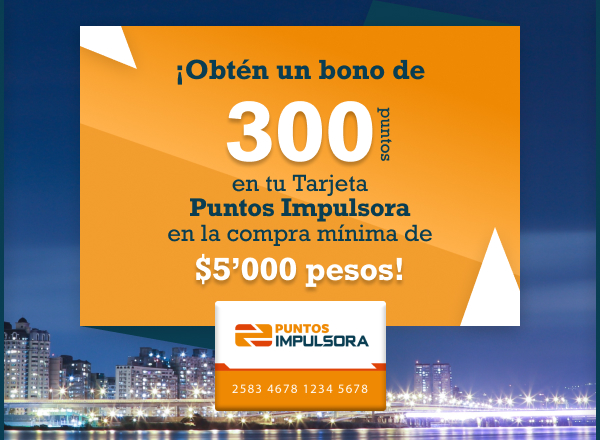 ¡Obtén un bono de
300 puntos
en tu Tarjeta
Puntos Impulsora
en la compra mínima de
$5’000 pesos!
PUNTOS
IMPULSORA
2583 4678 1234 5678